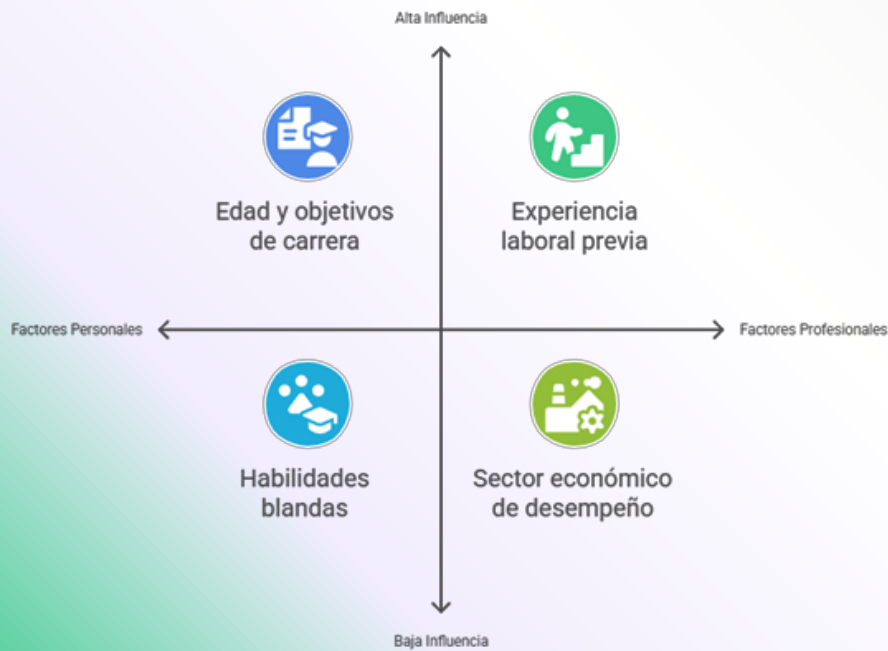 Alta Influencia
Edad y objetivos
de carrera
Experiencia
laboral previa
Factores Personales
Factores Profesionales
Habilidades
blandas
Sector económico
de desempeño
Baja Influencia